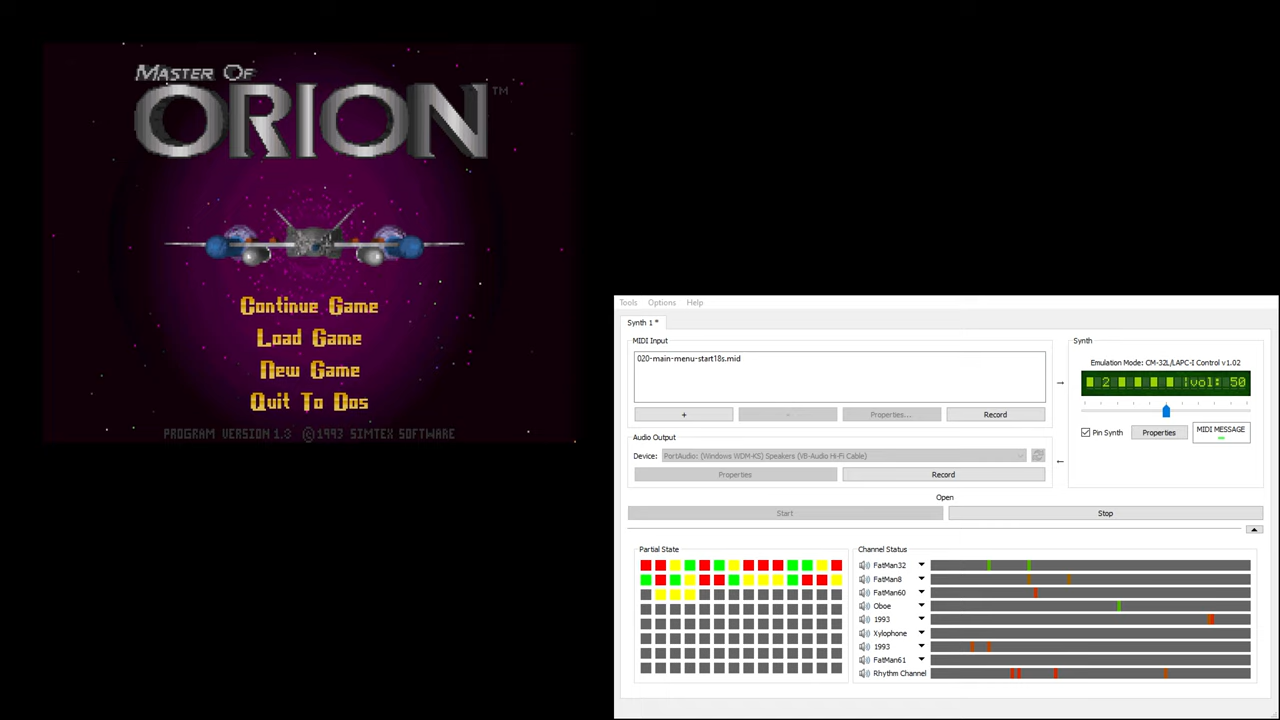 MASTER OF
ORION™
Continue Game
Load Game
New Game
Quit To Dos
PROGRAM VERSION 1.3 ©1993 SIMTEX SOFTWARE
Tools Options Help
Synth 1 *
MIDI Input
020-main-menu-start18s.mid
+ - Properties... Record
Audio Output
Device: PortAudio: (Windows WDM-KS) Speakers (VB-Audio Hi-Fi Cable)
Properties Record
Synth
Emulation Mode: CM-32L/LAPC-I Control v1.02
2 |vol: 50
Pin Synth Properties MIDI MESSAGE
Open
Start Stop
Partial State
Channel Status
FatMan32
FatMan8
FatMan60
Oboe
1993
Xylophone
1993
FatMan61
Rhythm Channel